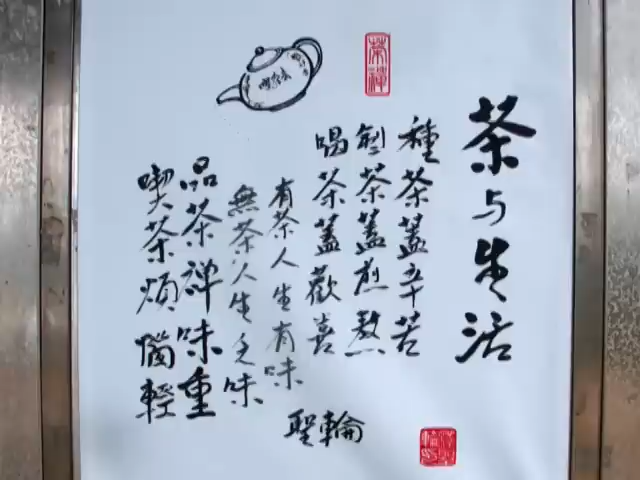 茶与生活
種茶蓋辛苦
製茶蓋煎熬
喝茶蓋歡喜
有茶人生有味
無茶人生乏味
品茶禅味重
喫茶煩惱輕
聖輪
茶禪